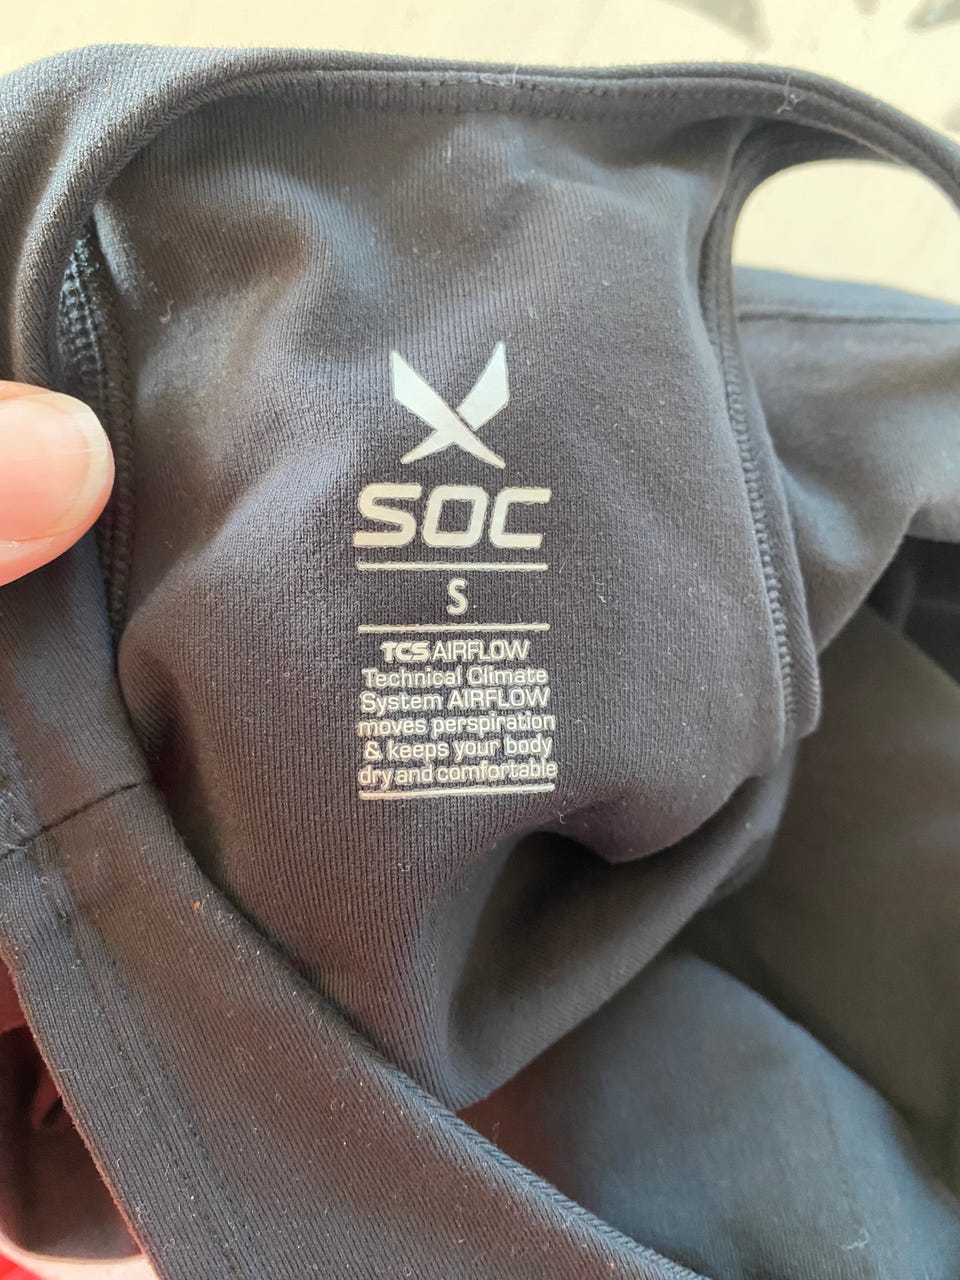 SOC
S
TCS AIRFLOW
Technical Climate
System AIRFLOW
moves perspiration
& keeps your body
dry and comfortable